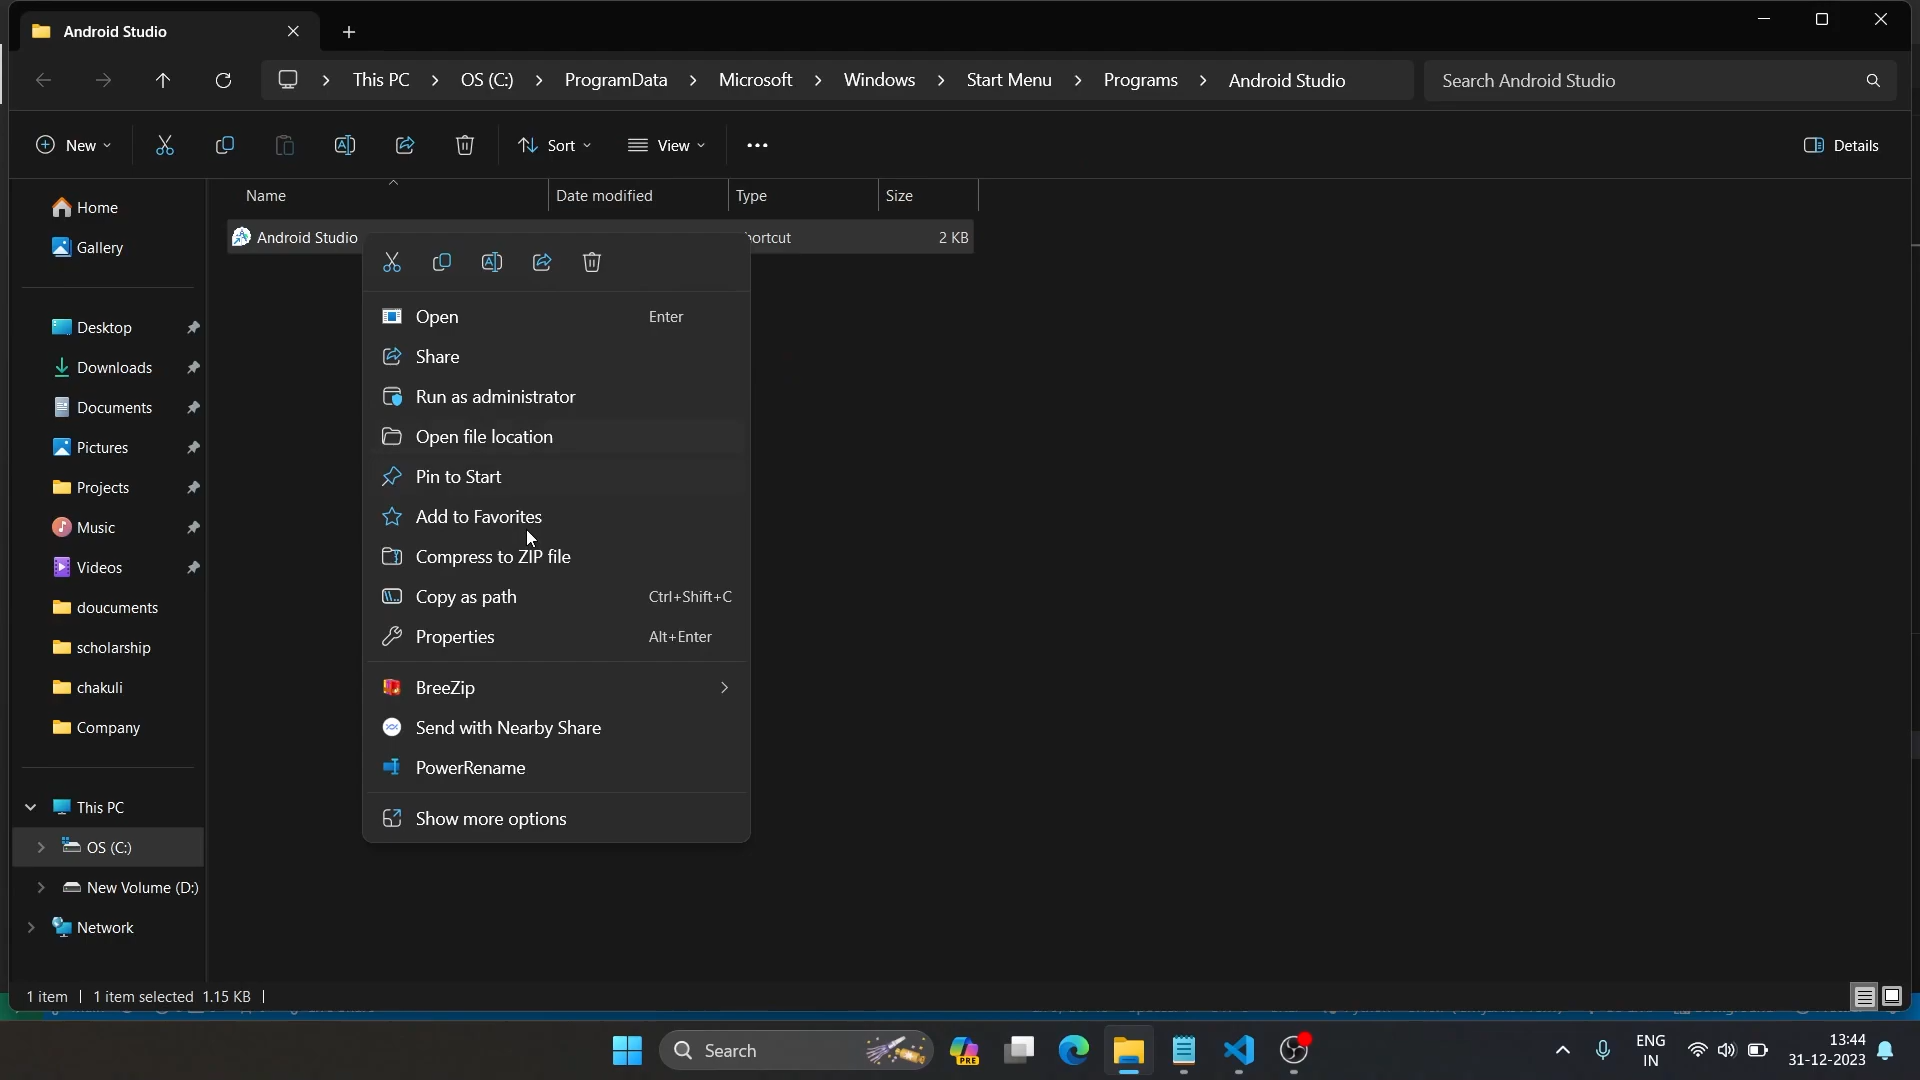 Android Studio
This PC
OS (C:)
ProgramData
Microsoft
Windows
Start Menu
Programs
Android Studio
Search Android Studio
New
Sort
View
Details
Name
Date modified
Type
Size
Home
Gallery
Desktop
Downloads
Documents
Pictures
Projects
Music
Videos
doucuments
scholarship
chakuli
Company
This PC
OS (C:)
New Volume (D:)
Network
Android Studio
2 KB
Open Enter
Share
Run as administrator
Open file location
Pin to Start
Add to Favorites
Compress to ZIP file
Copy as path Ctrl+Shift+C
Properties Alt+Enter
BreeZip
Send with Nearby Share
PowerRename
Show more options
1 item
1 item selected 1.15 KB
Search
PRE
ENG
IN
13:44
31-12-2023